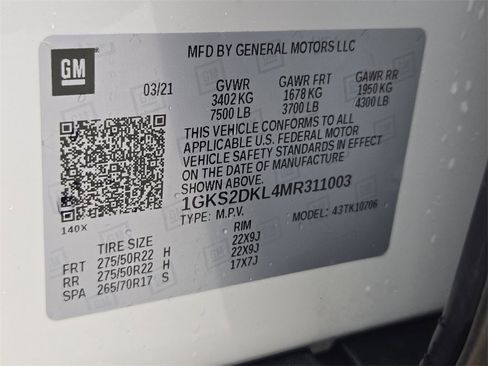 GM
MFD BY GENERAL MOTORS LLC
03/21
GVWR GAWR FRT GAWR RR
3402 KG 1678 KG 1950 KG
7500 LB 3700 LB 4300 LB
THIS VEHICLE CONFORMS TO ALL
APPLICABLE U.S. FEDERAL MOTOR
VEHICLE SAFETY STANDARDS IN EFFECT
ON THE DATE OF MANUFACTURE
SHOWN ABOVE.
1GKS2DKL4MR311003
TYPE: M.P.V. MODEL: 43TK10706
140X
TIRE SIZE RIM
FRT 275/50R22 H 22X9J
RR 275/50R22 H 22X9J
SPA 265/70R17 S 17X7J